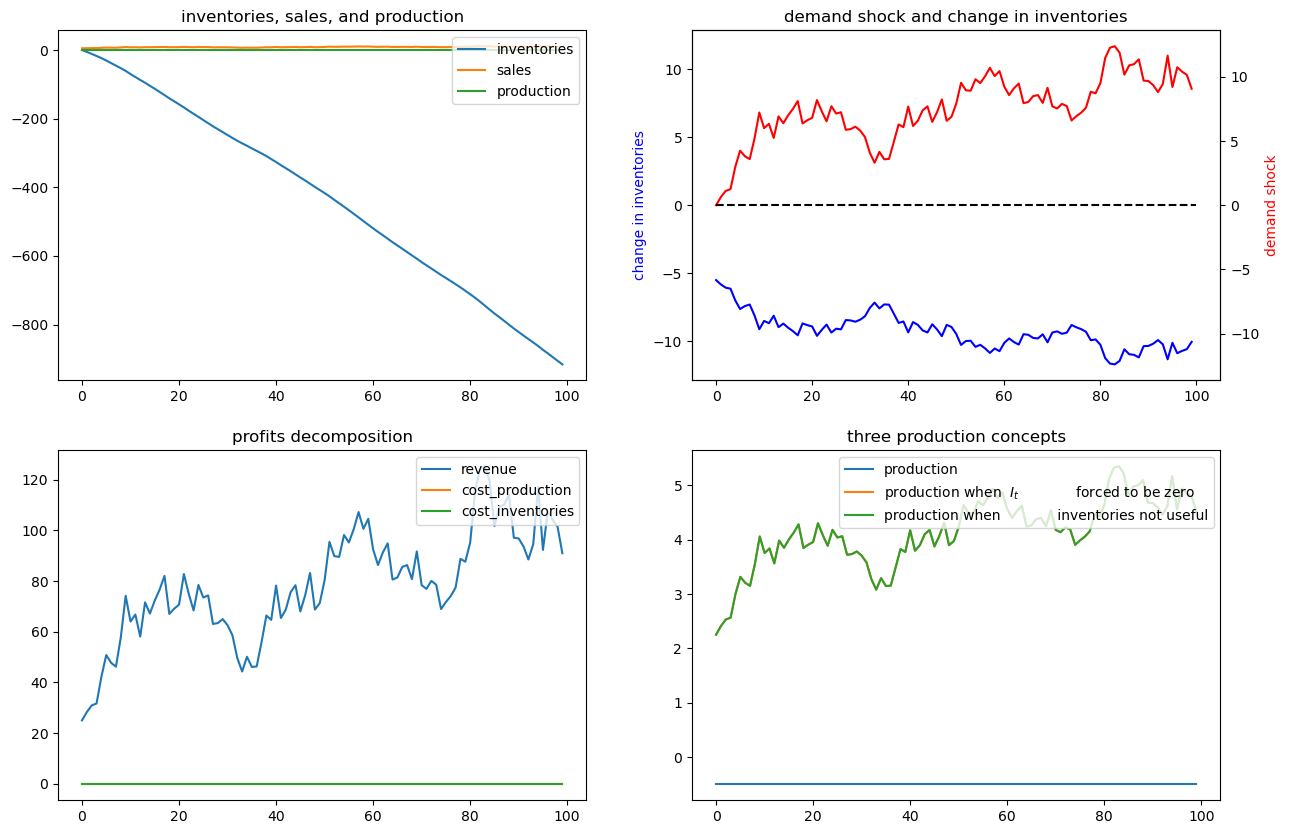 inventories, sales, and production
0
−200
−400
−600
−800
0 20 40 60 80 100
inventories
sales
production
demand shock and change in inventories
change in inventories
10
5
0
−5
−10
0 20 40 60 80 100
10
5
0
−5
−10
demand shock
profits decomposition
120
100
80
60
40
20
0
0 20 40 60 80 100
revenue
cost_production
cost_inventories
three production concepts
5
4
3
2
1
0
0 20 40 60 80 100
production
production when I_t forced to be zero
production when inventories not useful